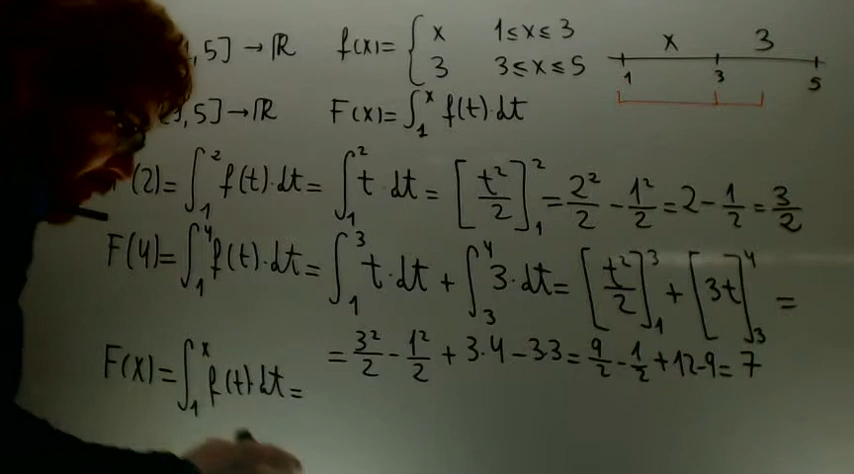 , 5] → ℝ   f(x) = { x   1 ≤ x ≤ 3
3   3 ≤ x ≤ 5
x   3
1   3   5
, 5] → ℝ   F(x) = ∫₁ˣ f(t)·dt
(2) = ∫₁² f(t)·dt = ∫₁² t dt = [t²/2]₁² = 2²/2 - 1²/2 = 2 - 1/2 = 3/2
F(4) = ∫₁⁴ f(t)·dt = ∫₁³ t·dt + ∫₃⁴ 3·dt = [t²/2]₁³ + [3t]₃⁴ =
= 3²/2 - 1²/2 + 3·4 - 3·3 = 9/2 - 1/2 + 12 - 9 = 7
F(x) = ∫₁ˣ f(t)dt =